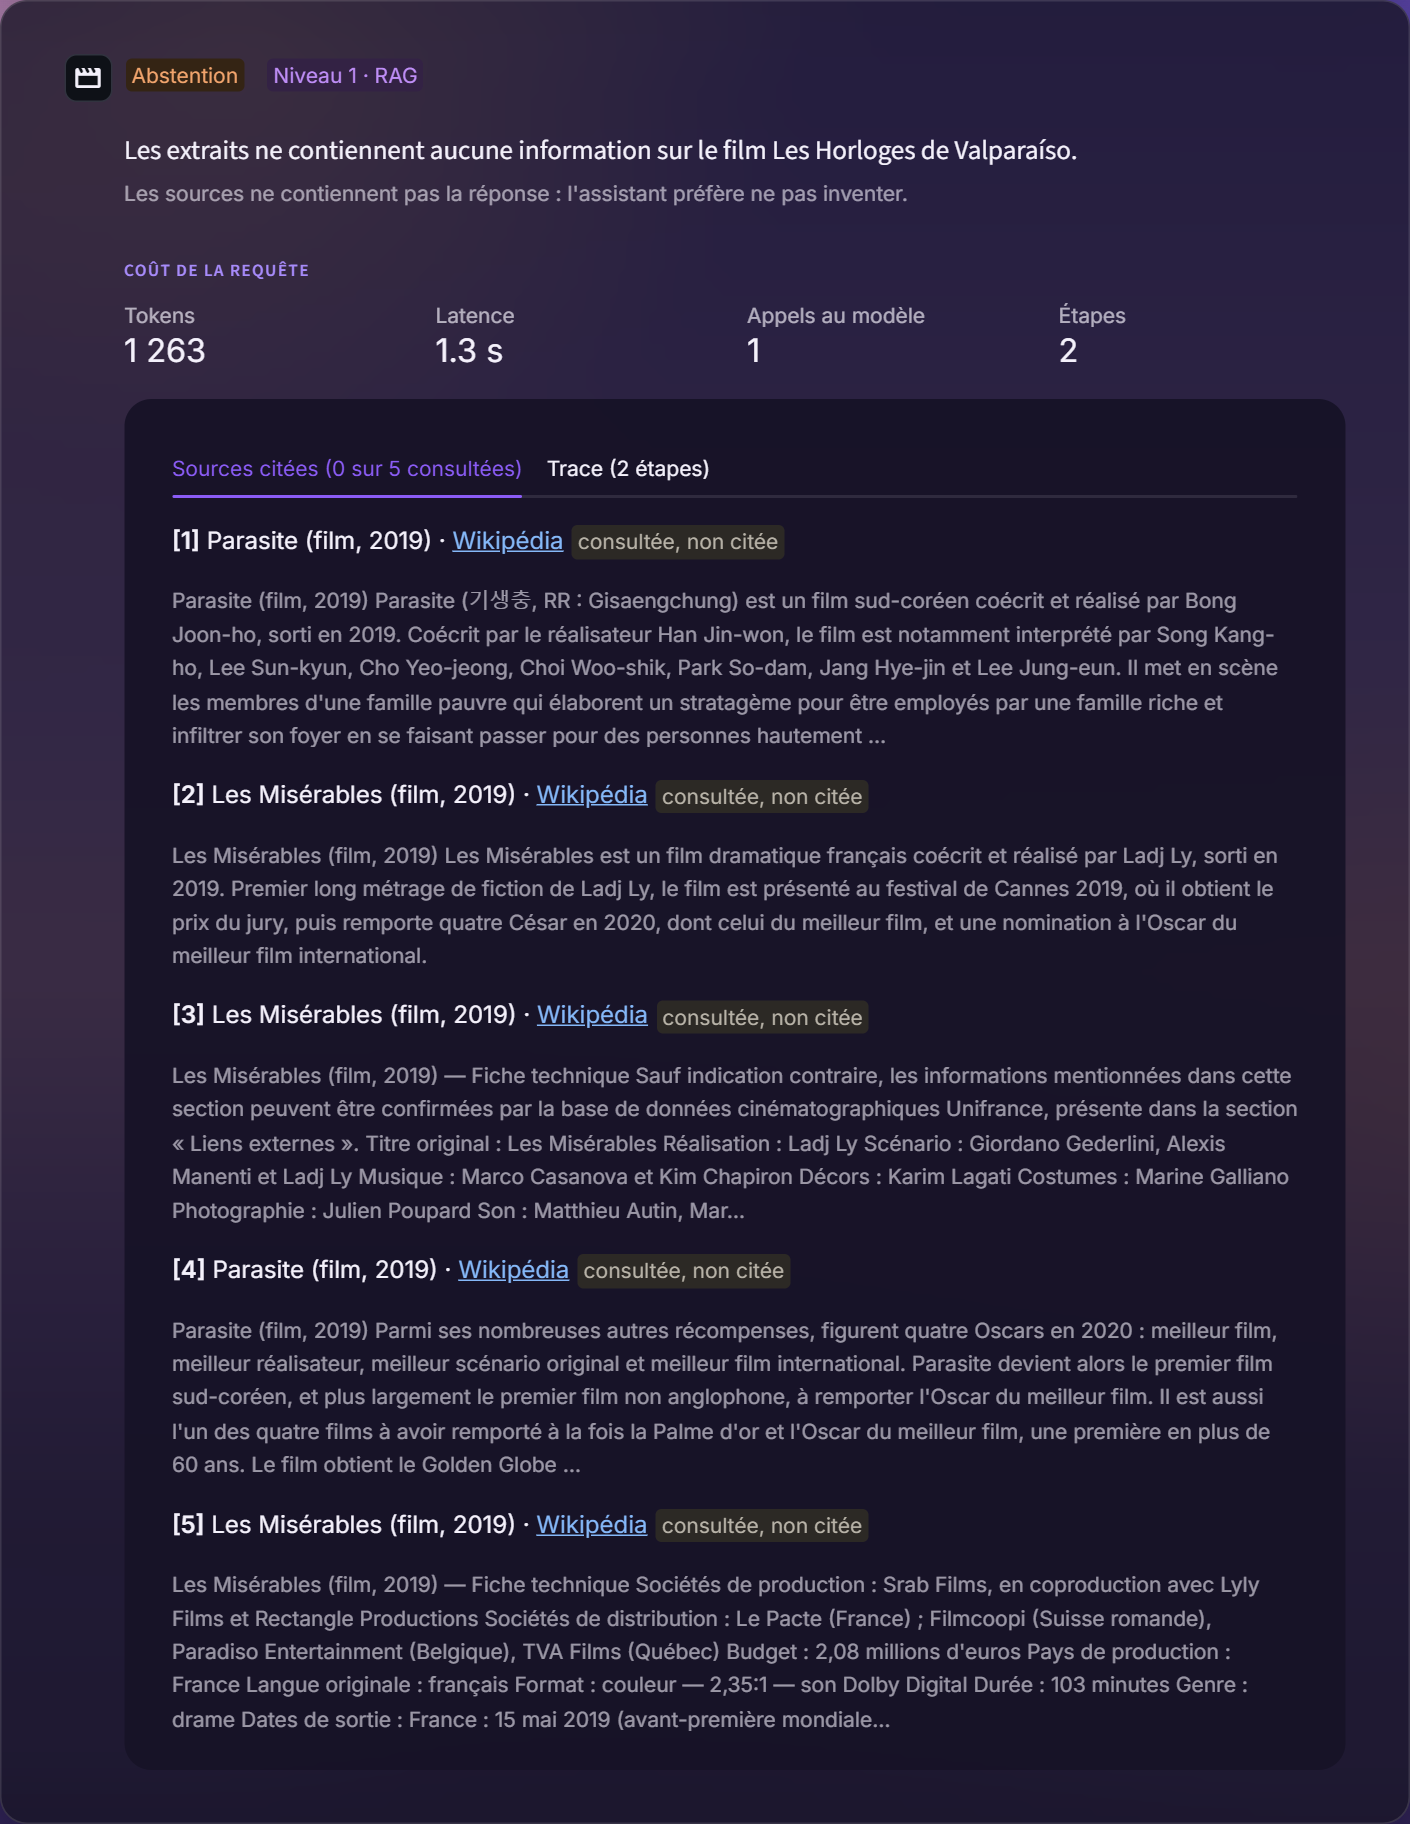 Abstention Niveau 1 · RAG
Les extraits ne contiennent aucune information sur le film Les Horloges de Valparaíso.
Les sources ne contiennent pas la réponse : l'assistant préfère ne pas inventer.
COÛT DE LA REQUÊTE
Tokens Latence Appels au modèle Étapes
1 263 1.3 s 1 2
Sources citées (0 sur 5 consultées) Trace (2 étapes)
[1] Parasite (film, 2019) · Wikipédia consultée, non citée
Parasite (film, 2019) Parasite (기생충, RR : Gisaengchung) est un film sud-coréen coécrit et réalisé par Bong
Joon-ho, sorti en 2019. Coécrit par le réalisateur Han Jin-won, le film est notamment interprété par Song Kang-
ho, Lee Sun-kyun, Cho Yeo-jeong, Choi Woo-shik, Park So-dam, Jang Hye-jin et Lee Jung-eun. Il met en scène
les membres d'une famille pauvre qui élaborent un stratagème pour être employés par une famille riche et
infiltrer son foyer en se faisant passer pour des personnes hautement ...
[2] Les Misérables (film, 2019) · Wikipédia consultée, non citée
Les Misérables (film, 2019) Les Misérables est un film dramatique français coécrit et réalisé par Ladj Ly, sorti en
2019. Premier long métrage de fiction de Ladj Ly, le film est présenté au festival de Cannes 2019, où il obtient le
prix du jury, puis remporte quatre César en 2020, dont celui du meilleur film, et une nomination à l'Oscar du
meilleur film international.
[3] Les Misérables (film, 2019) · Wikipédia consultée, non citée
Les Misérables (film, 2019) — Fiche technique Sauf indication contraire, les informations mentionnées dans cette
section peuvent être confirmées par la base de données cinématographiques Unifrance, présente dans la section
« Liens externes ». Titre original : Les Misérables Réalisation : Ladj Ly Scénario : Giordano Gederlini, Alexis
Manenti et Ladj Ly Musique : Marco Casanova et Kim Chapiron Décors : Karim Lagati Costumes : Marine Galliano
Photographie : Julien Poupard Son : Matthieu Autin, Mar...
[4] Parasite (film, 2019) · Wikipédia consultée, non citée
Parasite (film, 2019) Parmi ses nombreuses autres récompenses, figurent quatre Oscars en 2020 : meilleur film,
meilleur réalisateur, meilleur scénario original et meilleur film international. Parasite devient alors le premier film
sud-coréen, et plus largement le premier film non anglophone, à remporter l'Oscar du meilleur film. Il est aussi
l'un des quatre films à avoir remporté à la fois la Palme d'or et l'Oscar du meilleur film, une première en plus de
60 ans. Le film obtient le Golden Globe ...
[5] Les Misérables (film, 2019) · Wikipédia consultée, non citée
Les Misérables (film, 2019) — Fiche technique Sociétés de production : Srab Films, en coproduction avec Lyly
Films et Rectangle Productions Sociétés de distribution : Le Pacte (France) ; Filmcoopi (Suisse romande),
Paradiso Entertainment (Belgique), TVA Films (Québec) Budget : 2,08 millions d'euros Pays de production :
France Langue originale : français Format : couleur — 2,35:1 — son Dolby Digital Durée : 103 minutes Genre :
drame Dates de sortie : France : 15 mai 2019 (avant-première mondiale...